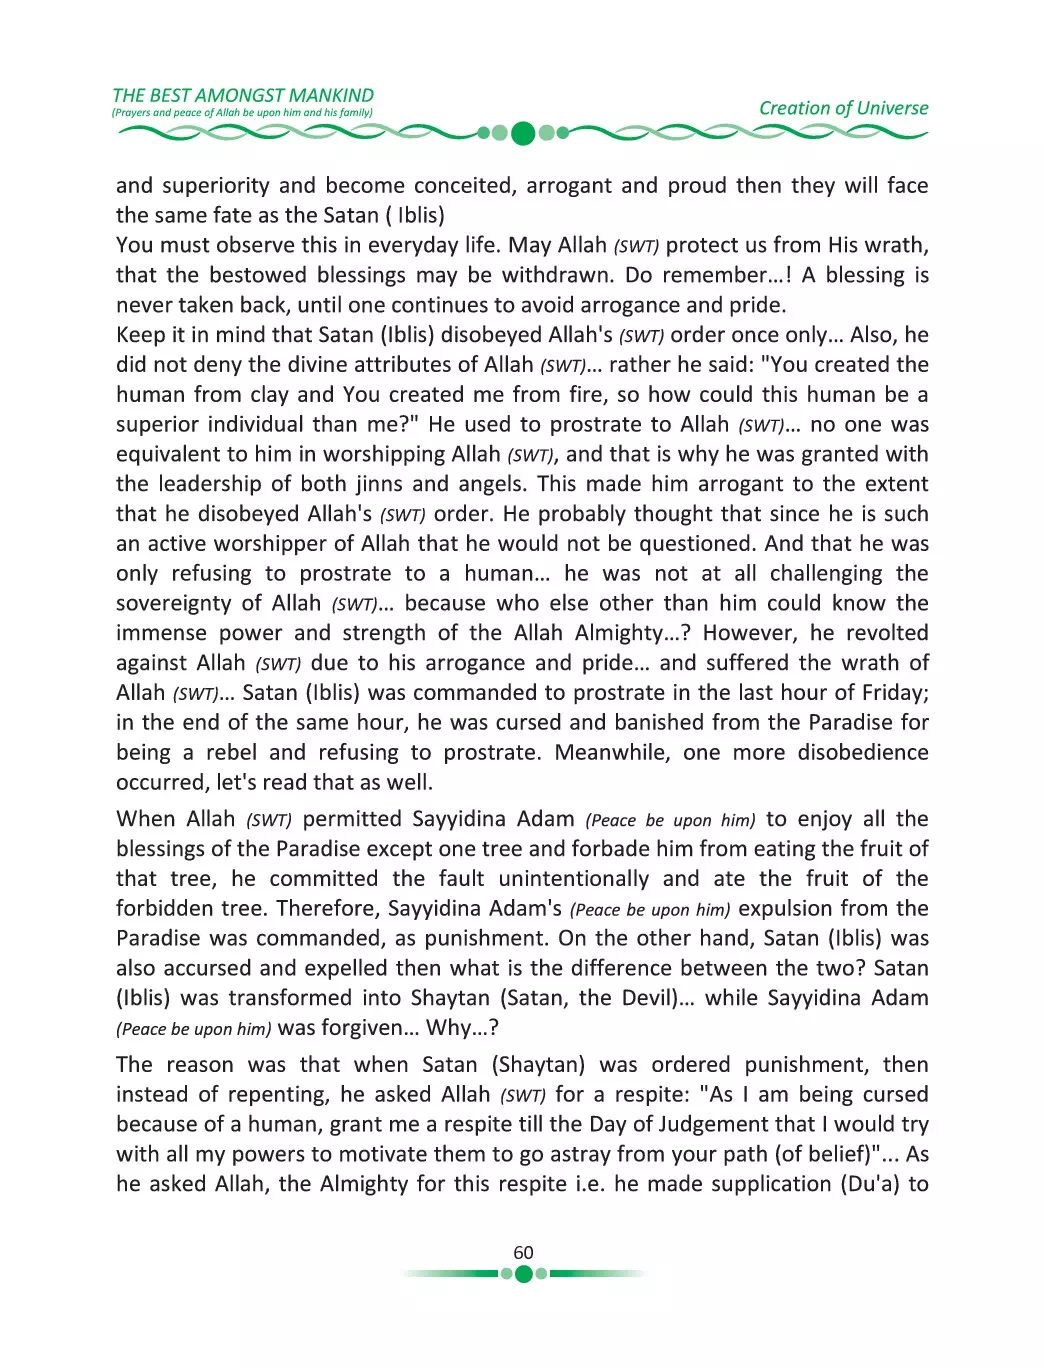 THE BEST AMONGST MANKIND
(Prayers and peace of Allah be upon him and his family)
Creation of Universe
and superiority and become conceited, arrogant and proud then they will face
the same fate as the Satan ( Iblis)
You must observe this in everyday life. May Allah (SWT) protect us from His wrath,
that the bestowed blessings may be withdrawn. Do remember...! A blessing is
never taken back, until one continues to avoid arrogance and pride.
Keep it in mind that Satan (Iblis) disobeyed Allah's (SWT) order once only... Also, he
did not deny the divine attributes of Allah (SWT)... rather he said: "You created the
human from clay and You created me from fire, so how could this human be a
superior individual than me?" He used to prostrate to Allah (SWT)... no one was
equivalent to him in worshipping Allah (SWT), and that is why he was granted with
the leadership of both jinns and angels. This made him arrogant to the extent
that he disobeyed Allah's (SWT) order. He probably thought that since he is such
an active worshipper of Allah that he would not be questioned. And that he was
only refusing to prostrate to a human... he was not at all challenging the
sovereignty of Allah (SWT)... because who else other than him could know the
immense power and strength of the Allah Almighty...? However, he revolted
against Allah (SWT) due to his arrogance and pride... and suffered the wrath of
Allah (SWT)... Satan (Iblis) was commanded to prostrate in the last hour of Friday;
in the end of the same hour, he was cursed and banished from the Paradise for
being a rebel and refusing to prostrate. Meanwhile, one more disobedience
occurred, let's read that as well.
When Allah (SWT) permitted Sayyidina Adam (Peace be upon him) to enjoy all the
blessings of the Paradise except one tree and forbade him from eating the fruit of
that tree, he committed the fault unintentionally and ate the fruit of the
forbidden tree. Therefore, Sayyidina Adam's (Peace be upon him) expulsion from the
Paradise was commanded, as punishment. On the other hand, Satan (Iblis) was
also accursed and expelled then what is the difference between the two? Satan
(Iblis) was transformed into Shaytan (Satan, the Devil)... while Sayyidina Adam
(Peace be upon him) was forgiven... Why...?
The reason was that when Satan (Shaytan) was ordered punishment, then
instead of repenting, he asked Allah (SWT) for a respite: "As I am being cursed
because of a human, grant me a respite till the Day of Judgement that I would try
with all my powers to motivate them to go astray from your path (of belief)"... As
he asked Allah, the Almighty for this respite i.e. he made supplication (Du'a) to
60